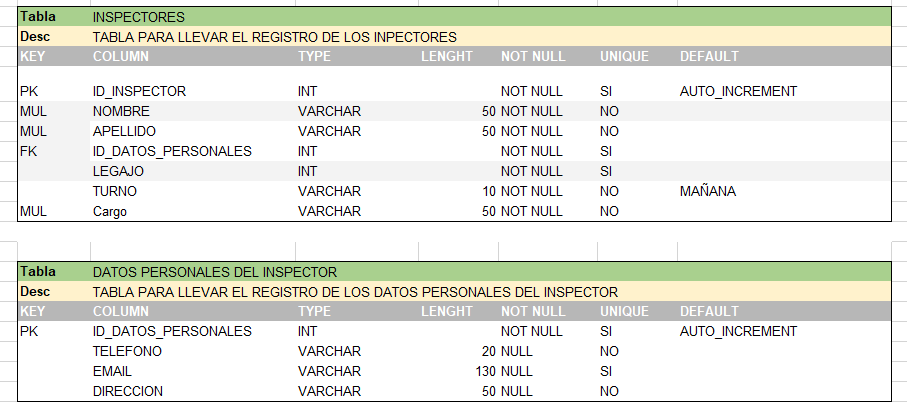 Tabla INSPECTORES
Desc TABLA PARA LLEVAR EL REGISTRO DE LOS INPECTORES
KEY COLUMN TYPE LENGHT NOT NULL UNIQUE DEFAULT
PK ID_INSPECTOR INT NOT NULL SI AUTO_INCREMENT
MUL NOMBRE VARCHAR 50 NOT NULL NO
MUL APELLIDO VARCHAR 50 NOT NULL NO
FK ID_DATOS_PERSONALES INT NOT NULL SI
LEGAJO INT NOT NULL SI
TURNO VARCHAR 10 NOT NULL NO MAÑANA
MUL Cargo VARCHAR 50 NOT NULL NO
Tabla DATOS PERSONALES DEL INSPECTOR
Desc TABLA PARA LLEVAR EL REGISTRO DE LOS DATOS PERSONALES DEL INSPECTOR
KEY COLUMN TYPE LENGHT NOT NULL UNIQUE DEFAULT
PK ID_DATOS_PERSONALES INT NOT NULL SI AUTO_INCREMENT
TELEFONO VARCHAR 20 NULL NO
EMAIL VARCHAR 130 NULL SI
DIRECCION VARCHAR 50 NULL NO